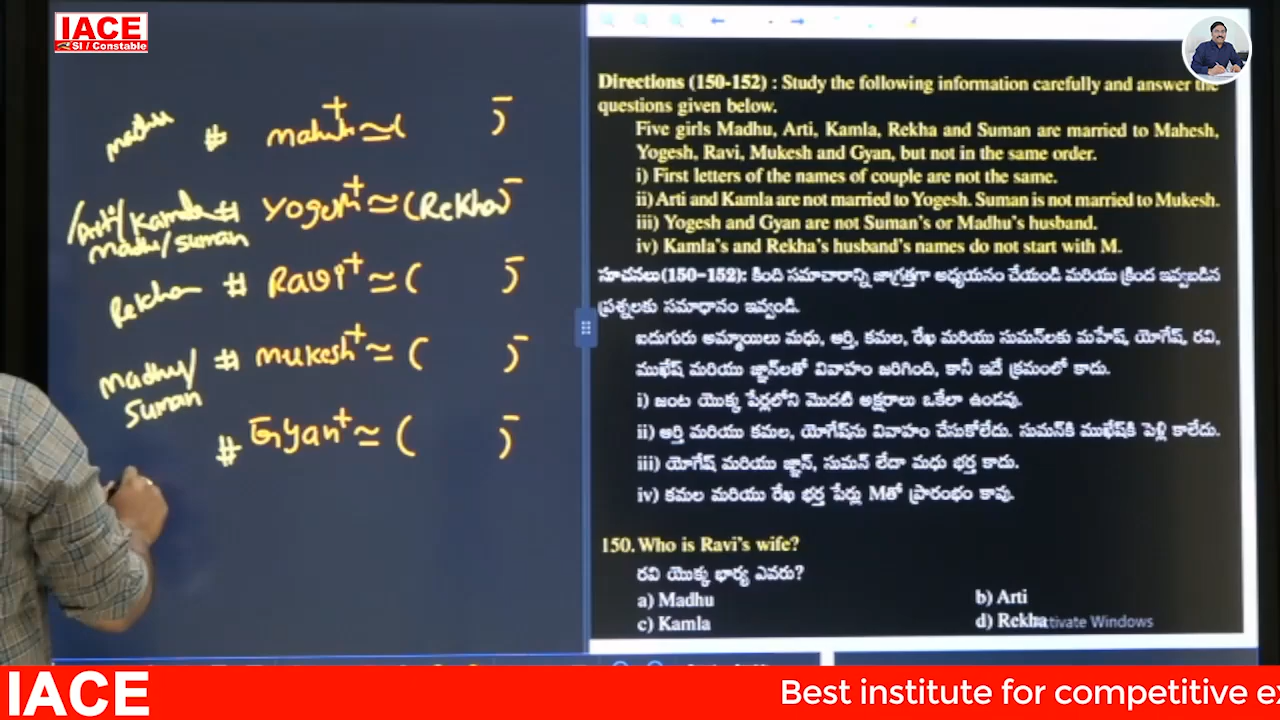 IACE
SI / Constable
madhu # mahesh + ≃ ( )-
/Arti/Kamla # Yogesh + ≃ (Rekha)-
Madhu/suman
Rekha # Ravi + ≃ ( )-
Madhu/ # mukesh + ≃ ( )-
Suman
# Gyan + ≃ ( )-
Directions (150-152) : Study the following information carefully and answer the
questions given below.
Five girls Madhu, Arti, Kamla, Rekha and Suman are married to Mahesh,
Yogesh, Ravi, Mukesh and Gyan, but not in the same order.
i) First letters of the names of couple are not the same.
ii) Arti and Kamla are not married to Yogesh. Suman is not married to Mukesh.
iii) Yogesh and Gyan are not Suman's or Madhu's husband.
iv) Kamla's and Rekha's husband's names do not start with M.
సూచనలు(150-152): కింది సమాచారాన్ని జాగ్రత్తగా అధ్యయనం చేయండి మరియు క్రింద ఇవ్వబడిన
ప్రశ్నలకు సమాధానం ఇవ్వండి.
ఐదుగురు అమ్మాయిలు మధు, ఆర్తి, కమల, రేఖ మరియు సుమన్‌లకు మహేష్, యోగేష్, రవి,
ముఖేష్ మరియు జ్ఞాన్‌లతో వివాహం జరిగింది, కానీ ఇదే క్రమంలో కాదు.
i) జంట యొక్క పేర్లలోని మొదటి అక్షరాలు ఒకేలా ఉండవు.
ii) ఆర్తి మరియు కమల, యోగేష్‌ను వివాహం చేసుకోలేదు. సుమన్‌కి ముఖేష్‌కి పెళ్లి కాలేదు.
iii) యోగేష్ మరియు జ్ఞాన్, సుమన్ లేదా మధు భర్త కాదు.
iv) కమల మరియు రేఖ భర్త పేర్లు Mతో ప్రారంభం కావు.
150. Who is Ravi's wife?
రవి యొక్క భార్య ఎవరు?
a) Madhu b) Arti
c) Kamla d) Rekha
IACE Best institute for competitive ex